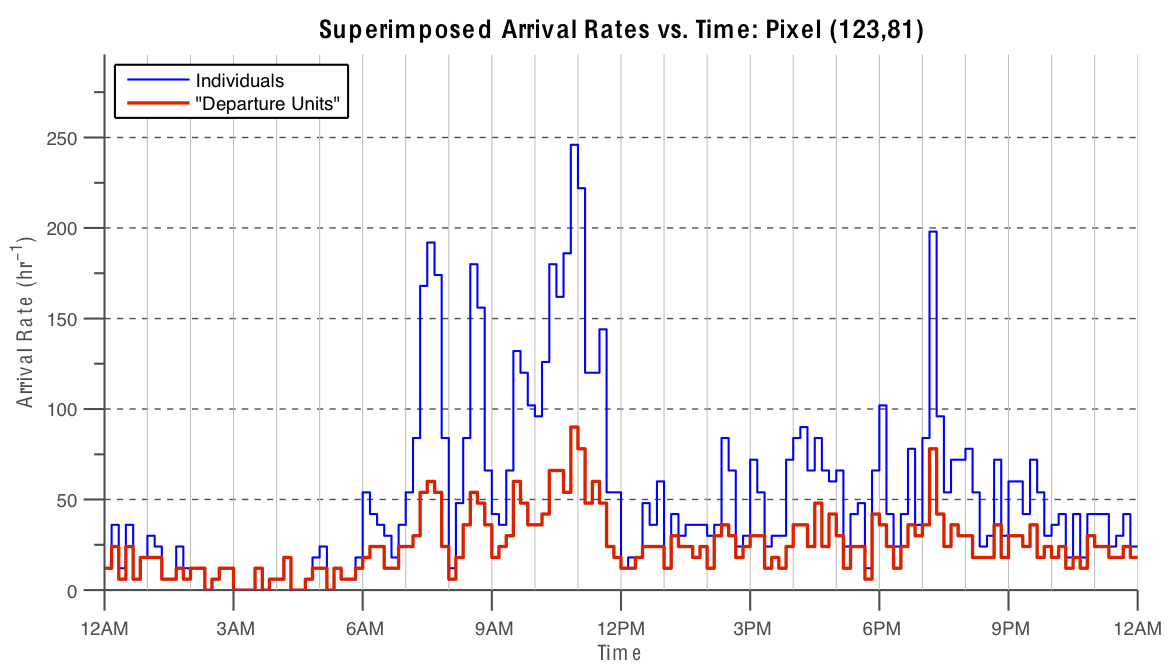 Superimposed Arrival Rates vs. Time: Pixel (123,81)
Individuals
"Departure Units"
250
200
150
100
50
0
Arrival Rate (hr⁻¹)
12AM 3AM 6AM 9AM 12PM 3PM 6PM 9PM 12AM
Time